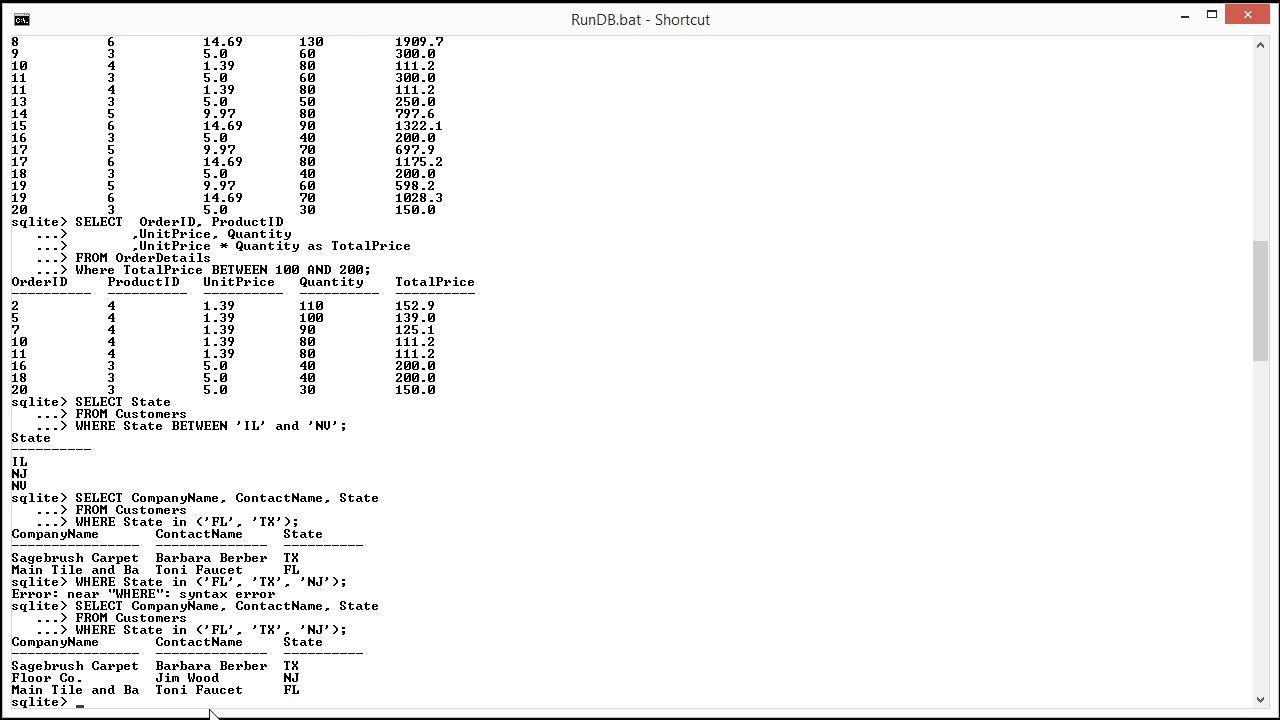 RunDB.bat - Shortcut
8 6 14.69 130 1909.7
9 3 5.0 60 300.0
10 4 1.39 80 111.2
11 3 5.0 60 300.0
11 4 1.39 80 111.2
13 3 5.0 50 250.0
14 5 9.97 80 797.6
15 6 14.69 90 1322.1
16 3 5.0 40 200.0
17 5 9.97 70 697.9
17 6 14.69 80 1175.2
18 3 5.0 40 200.0
19 5 9.97 60 598.2
19 6 14.69 70 1028.3
20 3 5.0 30 150.0
sqlite> SELECT  OrderID, ProductID
...> ,UnitPrice, Quantity
...> ,UnitPrice * Quantity as TotalPrice
...> FROM OrderDetails
...> Where TotalPrice BETWEEN 100 AND 200;
OrderID ProductID UnitPrice Quantity TotalPrice
---------- ---------- ---------- ---------- ----------
2 4 1.39 110 152.9
5 4 1.39 100 139.0
7 4 1.39 90 125.1
10 4 1.39 80 111.2
11 4 1.39 80 111.2
16 3 5.0 40 200.0
18 3 5.0 40 200.0
20 3 5.0 30 150.0
sqlite> SELECT State
...> FROM Customers
...> WHERE State BETWEEN 'IL' and 'NV';
State
----------
IL
NJ
NV
sqlite> SELECT CompanyName, ContactName, State
...> FROM Customers
...> WHERE State in ('FL', 'TX');
CompanyName ContactName State
---------------- -------------- ----------
Sagebrush Carpet Barbara Berber TX
Main Tile and Ba Toni Faucet FL
sqlite> WHERE State in ('FL', 'TX', 'NJ');
Error: near "WHERE": syntax error
sqlite> SELECT CompanyName, ContactName, State
...> FROM Customers
...> WHERE State in ('FL', 'TX', 'NJ');
CompanyName ContactName State
---------------- -------------- ----------
Sagebrush Carpet Barbara Berber TX
Floor Co. Jim Wood NJ
Main Tile and Ba Toni Faucet FL
sqlite> _